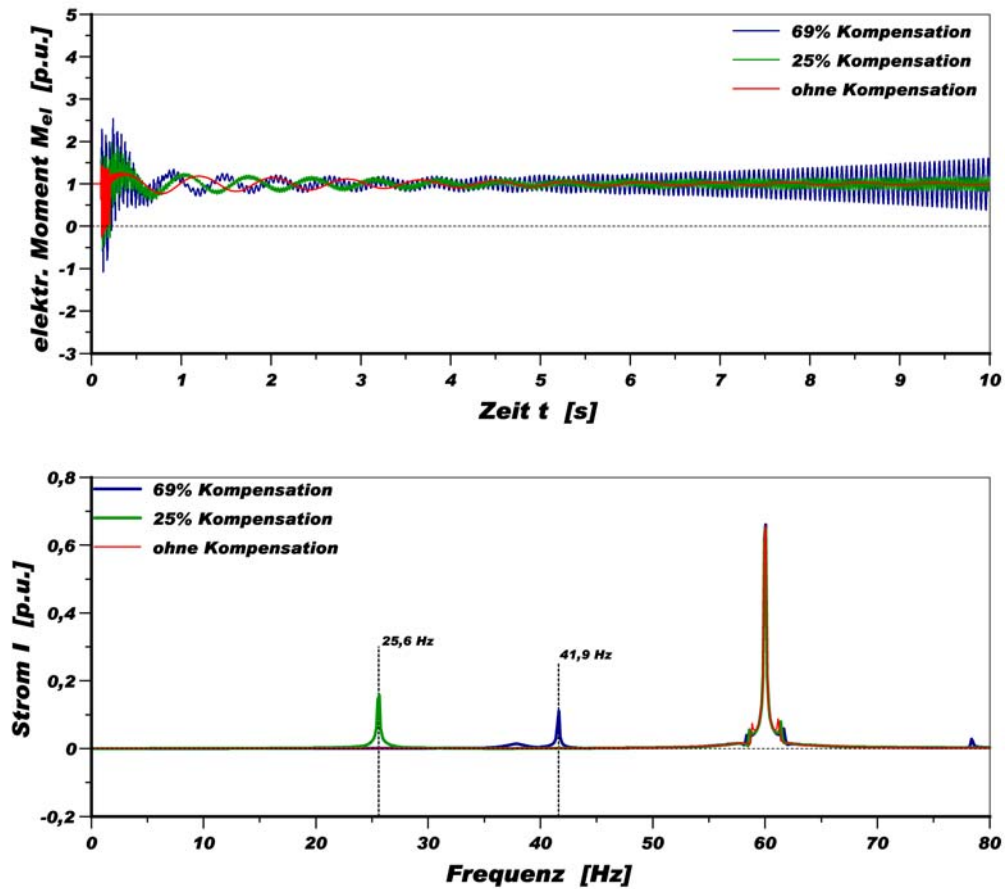 5
4
3
2
1
0
-1
-2
-3
elektr. Moment Mel [p.u.]
69% Kompensation
25% Kompensation
ohne Kompensation
0 1 2 3 4 5 6 7 8 9 10
Zeit t [s]
0,8
0,6
0,4
0,2
0
-0,2
Strom I [p.u.]
69% Kompensation
25% Kompensation
ohne Kompensation
25,6 Hz
41,9 Hz
0 10 20 30 40 50 60 70 80
Frequenz [Hz]